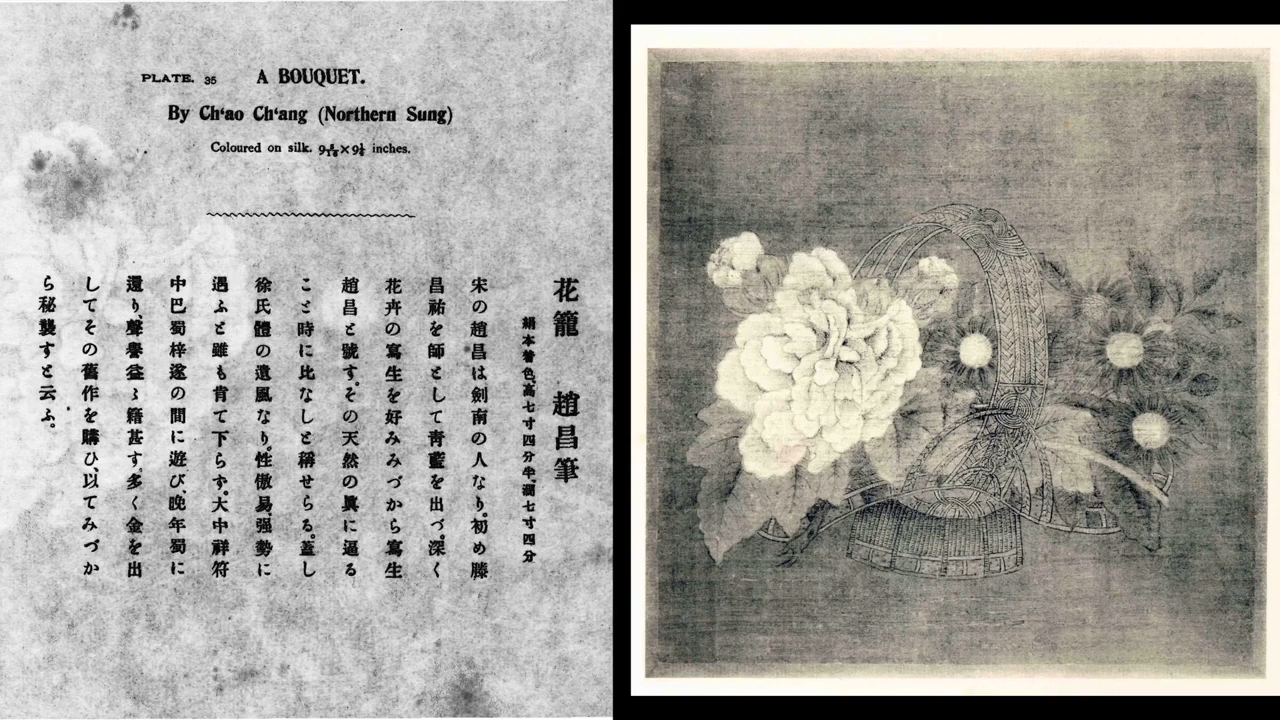 PLATE. 35 A BOUQUET.
By Ch‘ao Ch‘ang (Northern Sung)
Coloured on silk. 9 5/16 × 9 1/4 inches.
花籠 趙昌筆
絹本着色、高七寸四分半、濶七寸四分
宋の趙昌は劍南の人なり。初め滕
昌祐を師として靑藍を出づ。深く
花卉の寫生を好みみづから寫生
趙昌と號す。その天然の眞に逼る
こと時に比なしと稱せらる。蓋し
徐氏體の遺風なり。性傲易、强勢に
遇ふと雖も肯て下らす。大中祥符
中巴蜀梓遂の間に遊び、晩年蜀に
還り、聲譽益〻籍甚す。多く金を出
してその舊作を購ひ、以てみづか
ら秘襲すと云ふ。